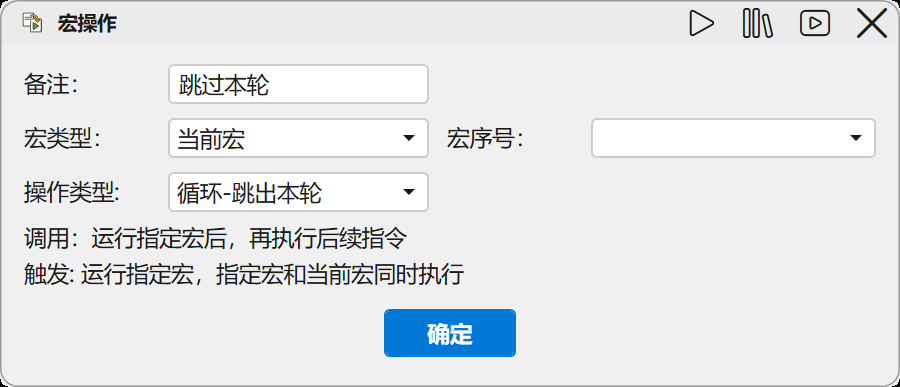 宏操作
备注： 跳过本轮
宏类型： 当前宏 宏序号：
操作类型: 循环-跳出本轮
调用：运行指定宏后，再执行后续指令
触发: 运行指定宏，指定宏和当前宏同时执行
确定